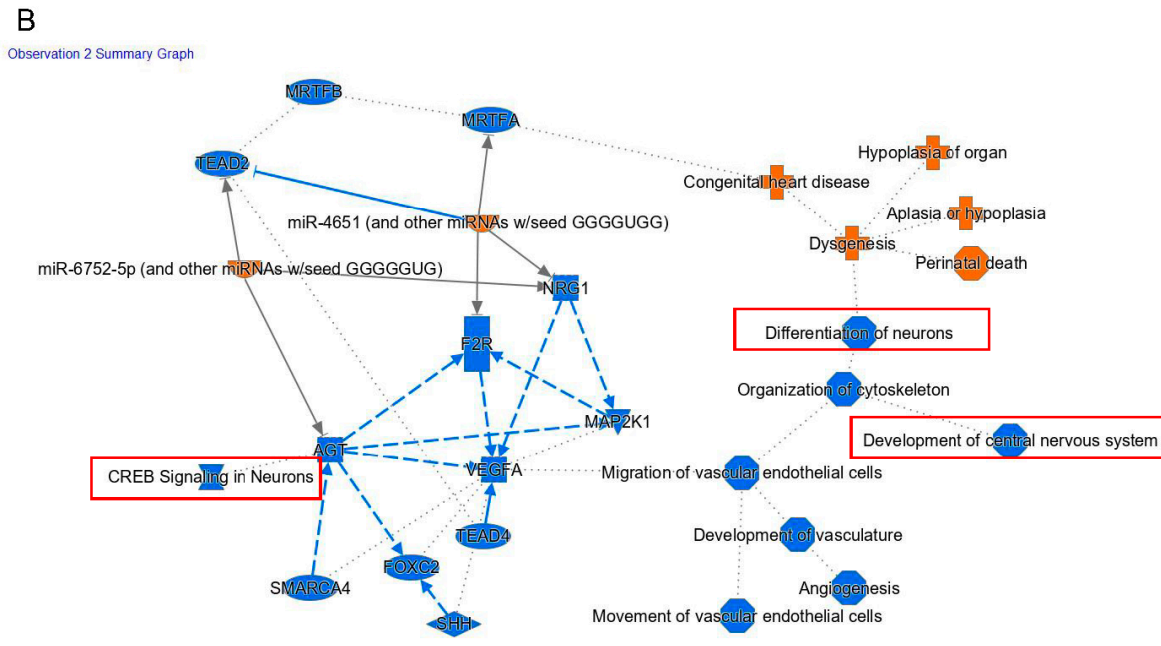 B
Observation 2 Summary Graph
MRTFB
MRTFA
TEAD2
Hypoplasia of organ
Congenital heart disease
Aplasia or hypoplasia
miR-4651 (and other miRNAs w/seed GGGGUGG)
Dysgenesis
Perinatal death
miR-6752-5p (and other miRNAs w/seed GGGGGUG)
NRG1
Differentiation of neurons
F2R
Organization of cytoskeleton
MAP2K1
Development of central nervous system
AGT
CREB Signaling in Neurons
VEGFA
Migration of vascular endothelial cells
TEAD4
Development of vasculature
FOXC2
SMARCA4
Angiogenesis
SHH
Movement of vascular endothelial cells